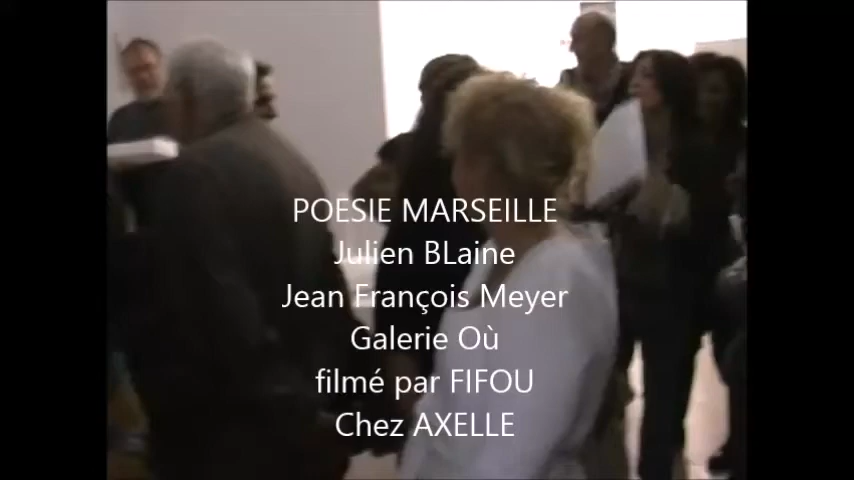 POESIE MARSEILLE
Julien BLaine
Jean François Meyer
Galerie Où
filmé par FIFOU
Chez AXELLE